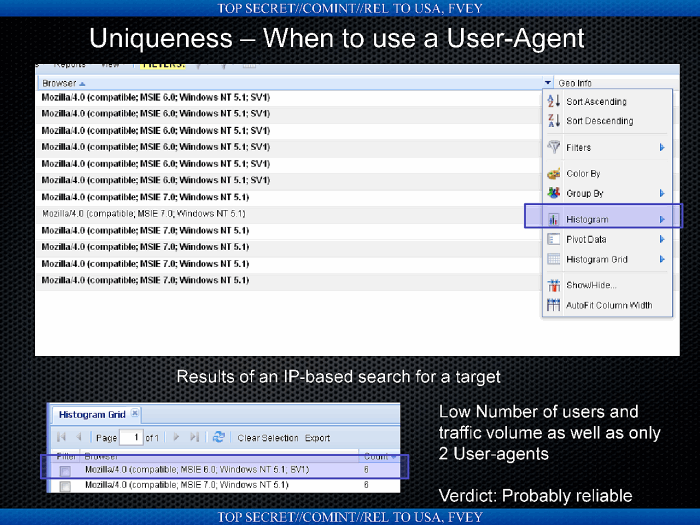 TOP SECRET//COMINT//REL TO USA, FVEY
Uniqueness – When to use a User-Agent
Reports View FILTERS:
Browser Geo Info
Mozilla/4.0 (compatible; MSIE 6.0; Windows NT 5.1; SV1)
Mozilla/4.0 (compatible; MSIE 6.0; Windows NT 5.1; SV1)
Mozilla/4.0 (compatible; MSIE 6.0; Windows NT 5.1; SV1)
Mozilla/4.0 (compatible; MSIE 6.0; Windows NT 5.1; SV1)
Mozilla/4.0 (compatible; MSIE 6.0; Windows NT 5.1; SV1)
Mozilla/4.0 (compatible; MSIE 6.0; Windows NT 5.1; SV1)
Mozilla/4.0 (compatible; MSIE 7.0; Windows NT 5.1)
Mozilla/4.0 (compatible; MSIE 7.0; Windows NT 5.1)
Mozilla/4.0 (compatible; MSIE 7.0; Windows NT 5.1)
Mozilla/4.0 (compatible; MSIE 7.0; Windows NT 5.1)
Mozilla/4.0 (compatible; MSIE 7.0; Windows NT 5.1)
Mozilla/4.0 (compatible; MSIE 7.0; Windows NT 5.1)
Sort Ascending
Sort Descending
Filters
Color By
Group By
Histogram
Pivot Data
Histogram Grid
Show/Hide...
AutoFit Column Width
Results of an IP-based search for a target
Histogram Grid
Page 1 of 1 Clear Selection Export
Filter Browser Count
Mozilla/4.0 (compatible; MSIE 6.0; Windows NT 5.1; SV1) 6
Mozilla/4.0 (compatible; MSIE 7.0; Windows NT 5.1) 6
Low Number of users and
traffic volume as well as only
2 User-agents
Verdict: Probably reliable
TOP SECRET//COMINT//REL TO USA, FVEY